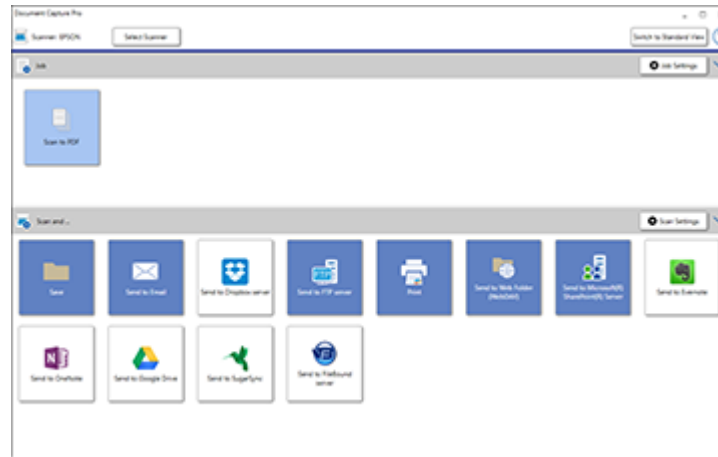 Document Capture Pro
Scanner: EPSON
Select Scanner
Switch to Standard View
Job
Job Settings
Scan to PDF
Scan and ...
Scan Settings
Save
Send to Email
Send to Dropbox server
Send to FTP server
Print
Send to Web Folder
(WebDAV)
Send to Microsoft(R)
SharePoint(R) Server
Send to Evernote
Send to OneNote
Send to Google Drive
Send to SugarSync
Send to FileBound
server